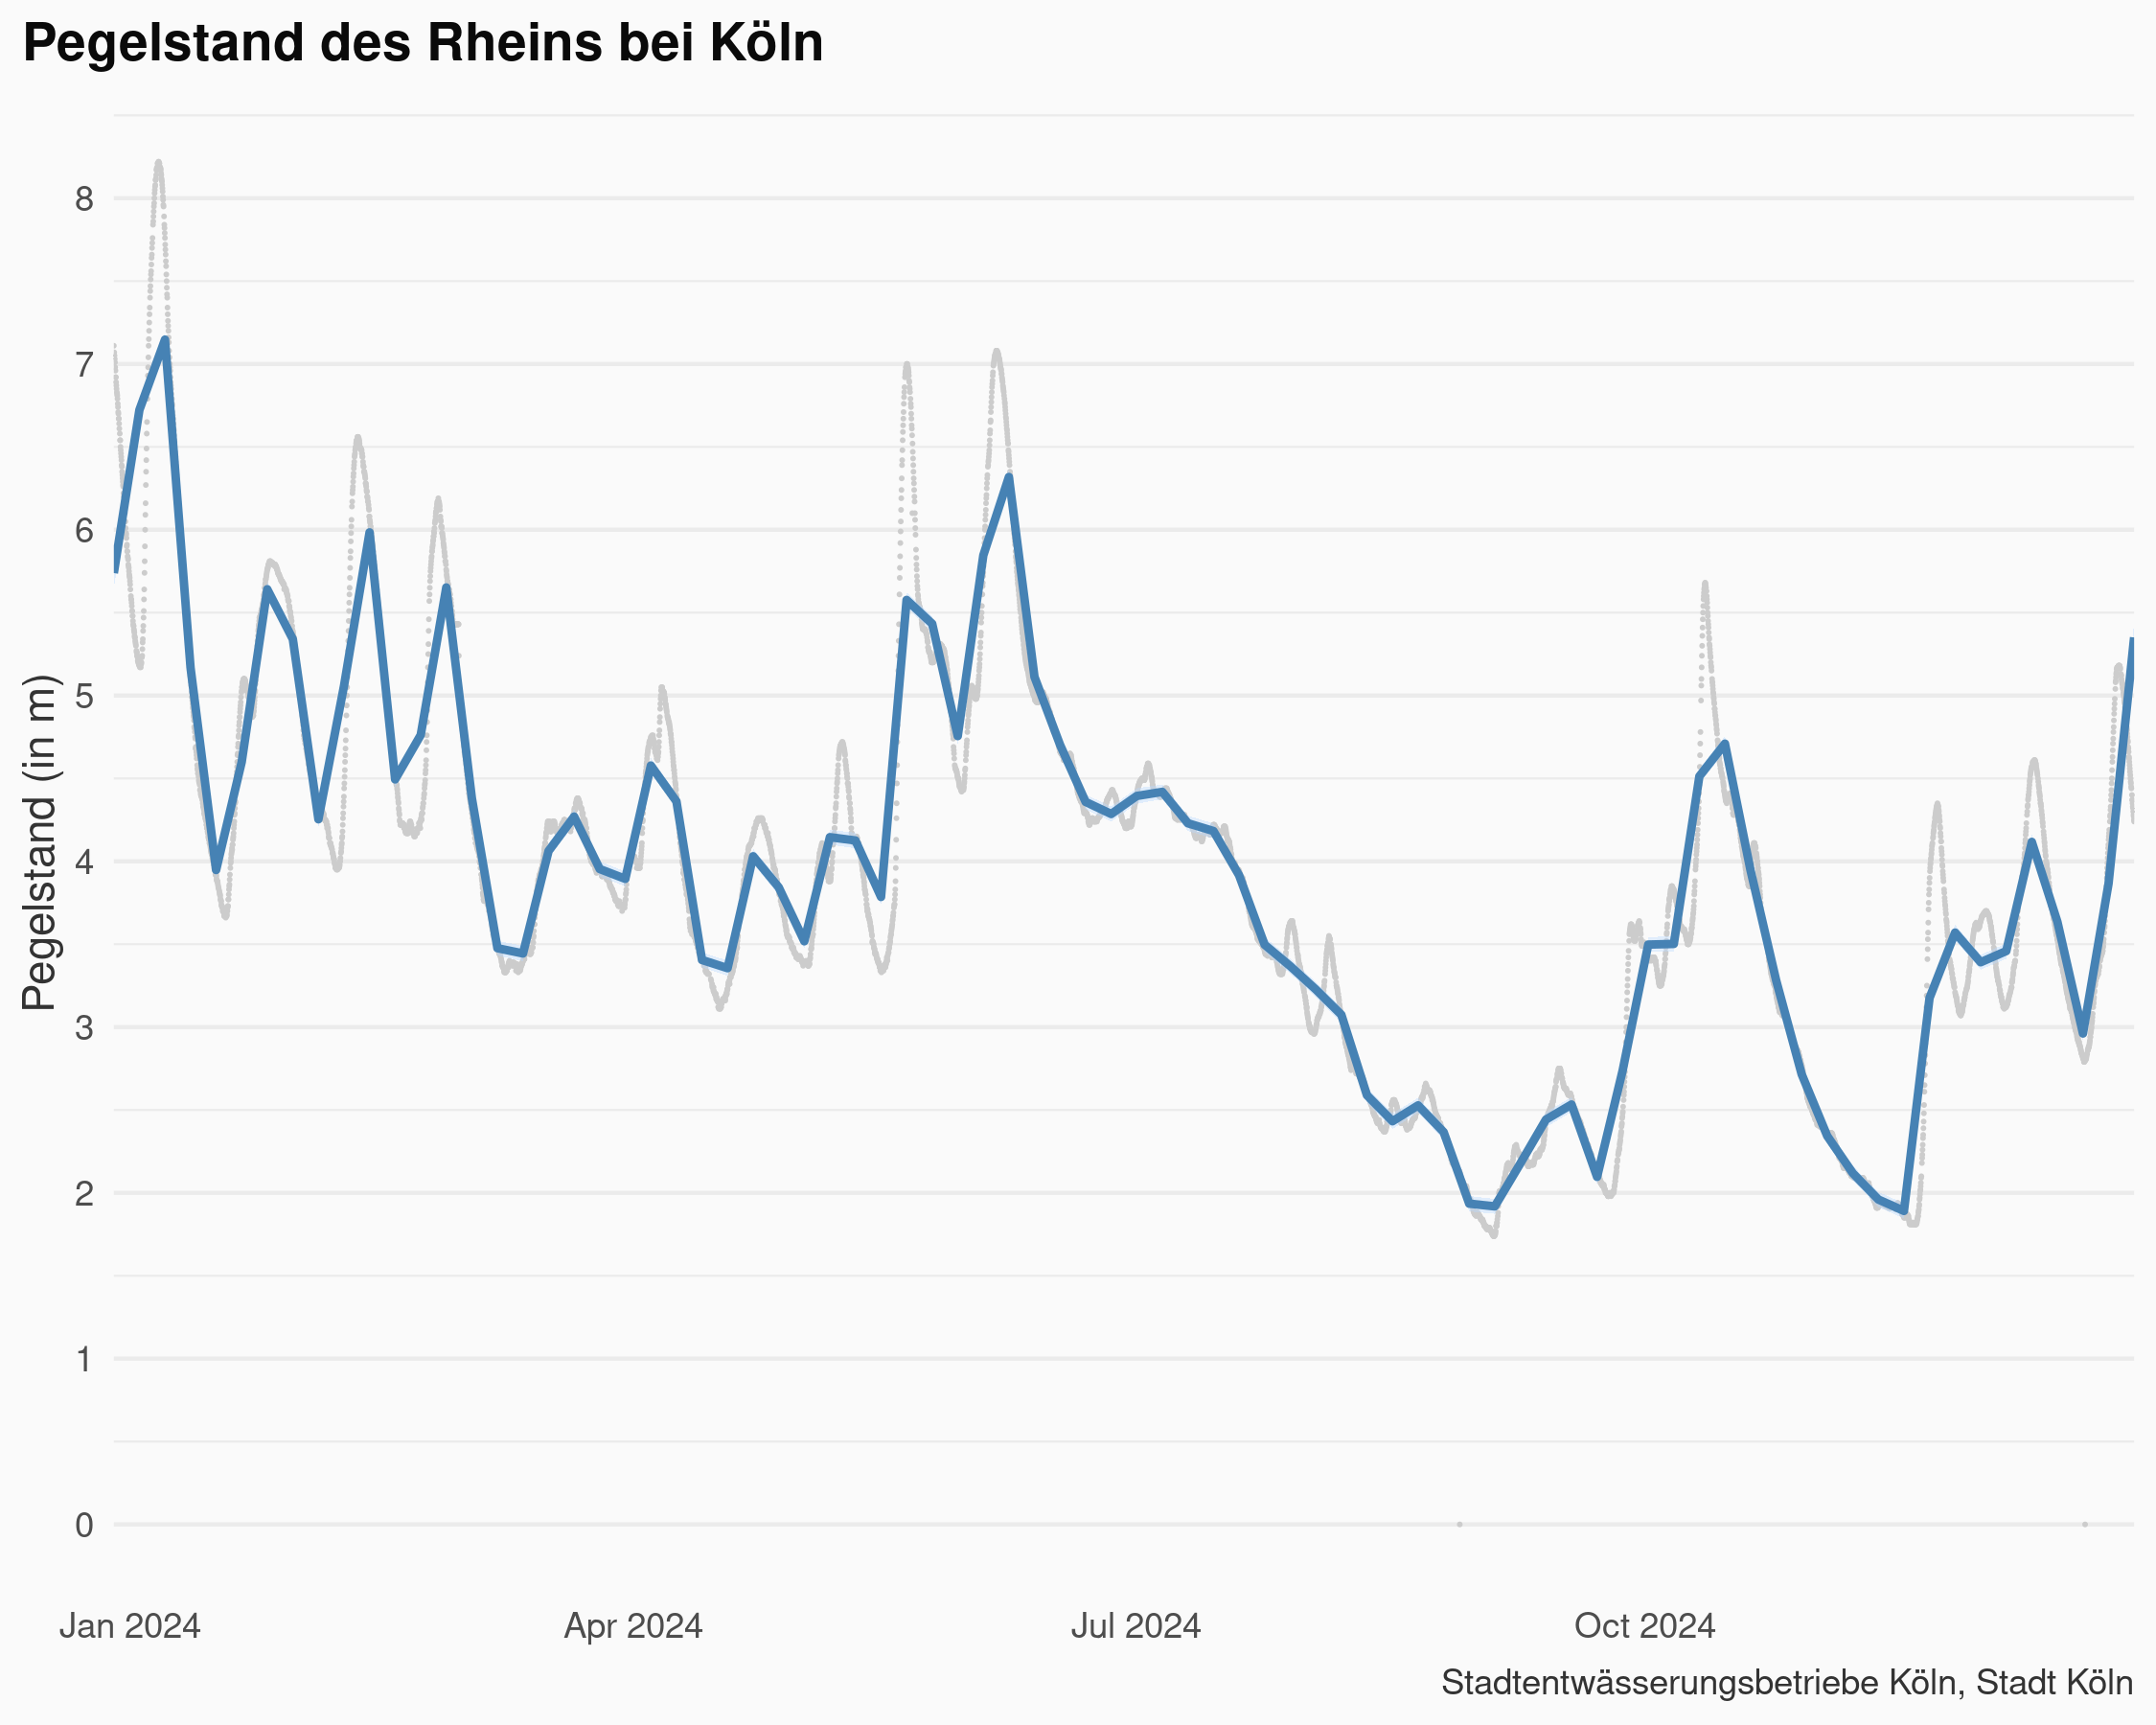 Pegelstand des Rheins bei Köln
Pegelstand (in m)
8
7
6
5
4
3
2
1
0
Jan 2024
Apr 2024
Jul 2024
Oct 2024
Stadtentwässerungsbetriebe Köln, Stadt Köln